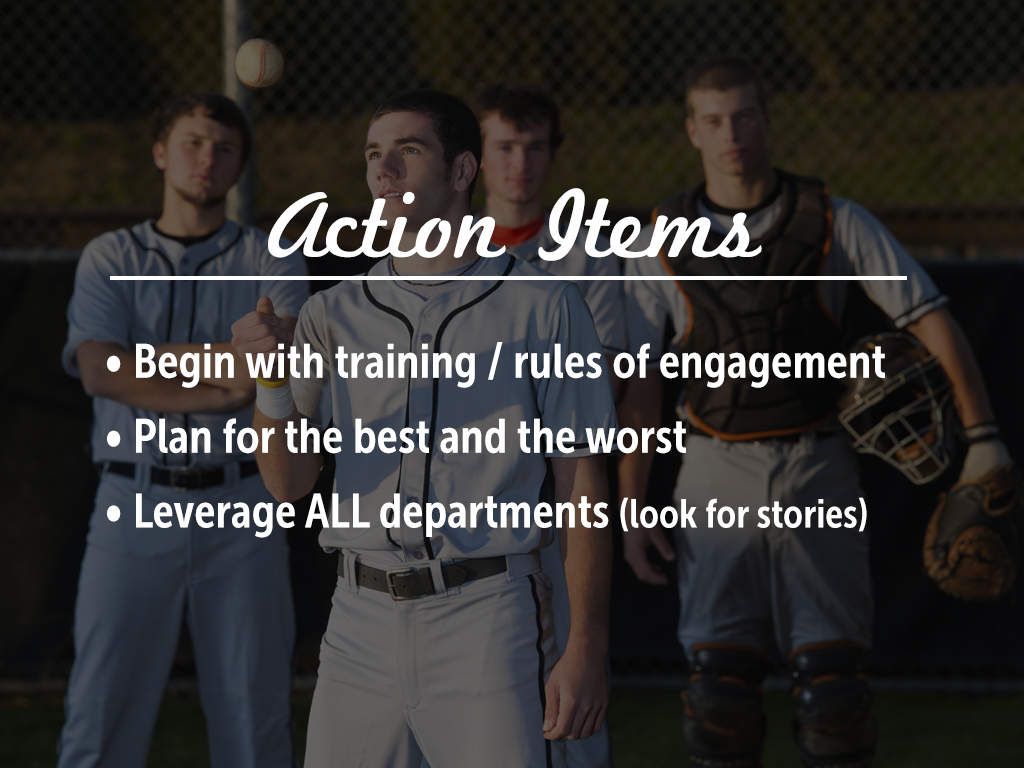 Action Items
• Begin with training / rules of engagement
• Plan for the best and the worst
• Leverage ALL departments (look for stories)